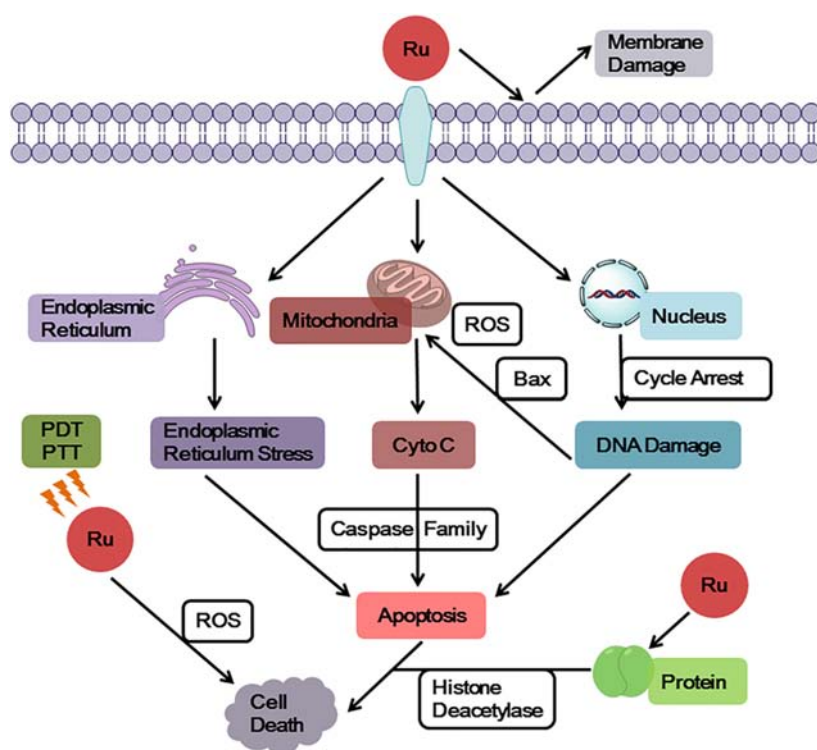 Ru
Membrane
Damage
Endoplasmic
Reticulum
Mitochondria
ROS
Nucleus
Bax
Cycle Arrest
PDT
PTT
Endoplasmic
Reticulum Stress
Cyto C
DNA Damage
Ru
Caspase Family
Ru
ROS
Apoptosis
Protein
Cell
Death
Histone
Deacetylase